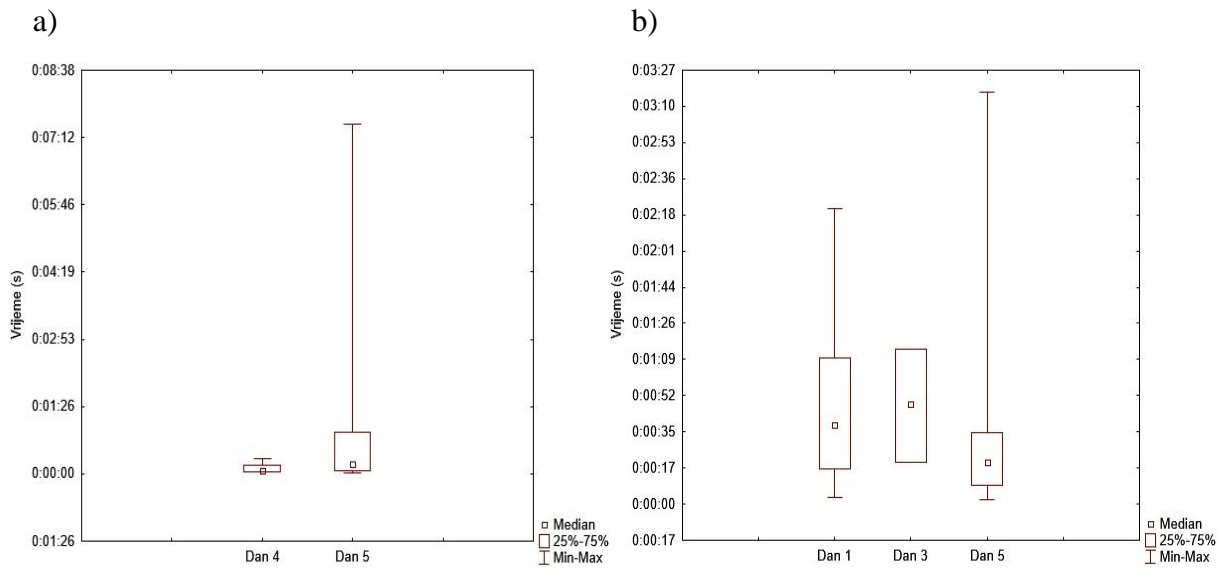 a)
0:08:38
0:07:12
0:05:46
0:04:19
0:02:53
0:01:26
0:00:00
0:01:26
Vrijeme (s)
Dan 4
Dan 5
Median
25%-75%
Min-Max
b)
0:03:27
0:03:10
0:02:53
0:02:36
0:02:18
0:02:01
0:01:44
0:01:26
0:01:09
0:00:52
0:00:35
0:00:17
0:00:00
0:00:17
Vrijeme (s)
Dan 1
Dan 3
Dan 5
Median
25%-75%
Min-Max